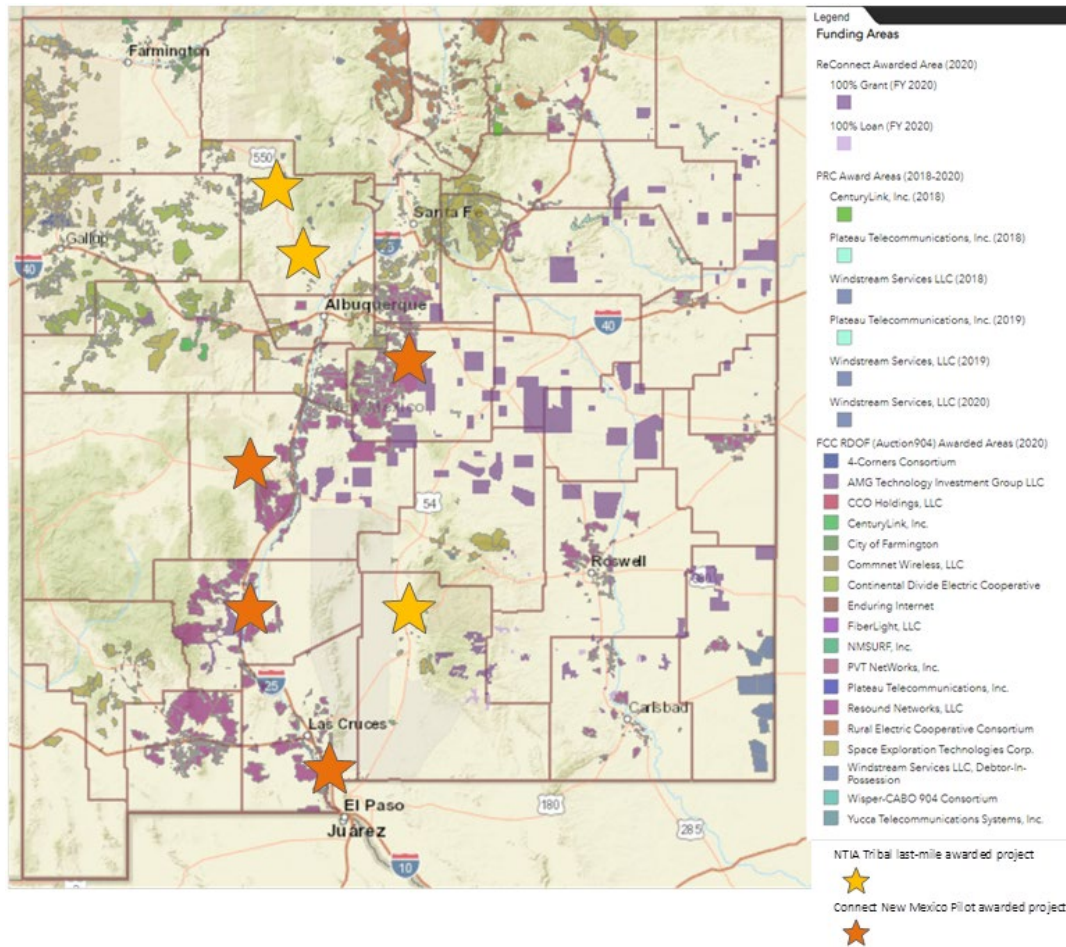 Farmington
550
Santa Fe
25
Gallup
40
Albuquerque
40
New Mexico
54
Roswell
380
25
Las Cruces
Carlsbad
El Paso
Juárez
180
285
10
Legend
Funding Areas
ReConnect Awarded Area (2020)
100% Grant (FY 2020)
100% Loan (FY 2020)
PRC Award Areas (2018-2020)
CenturyLink, Inc. (2018)
Plateau Telecommunications, Inc. (2018)
Windstream Services LLC (2018)
Plateau Telecommunications, Inc. (2019)
Windstream Services, LLC (2019)
Windstream Services, LLC (2020)
FCC RDOF (Auction904) Awarded Areas (2020)
4-Corners Consortium
AMG Technology Investment Group LLC
CCO Holdings, LLC
CenturyLink, Inc.
City of Farmington
Commnet Wireless, LLC
Continental Divide Electric Cooperative
Enduring Internet
FiberLight, LLC
NMSURF, Inc.
PVT NetWorks, Inc.
Plateau Telecommunications, Inc.
Resound Networks, LLC
Rural Electric Cooperative Consortium
Space Exploration Technologies Corp.
Windstream Services LLC, Debtor-In-
Possession
Wisper-CABO 904 Consortium
Yucca Telecommunications Systems, Inc.
NTIA Tribal last-mile awarded project
Connect New Mexico Pilot awarded project